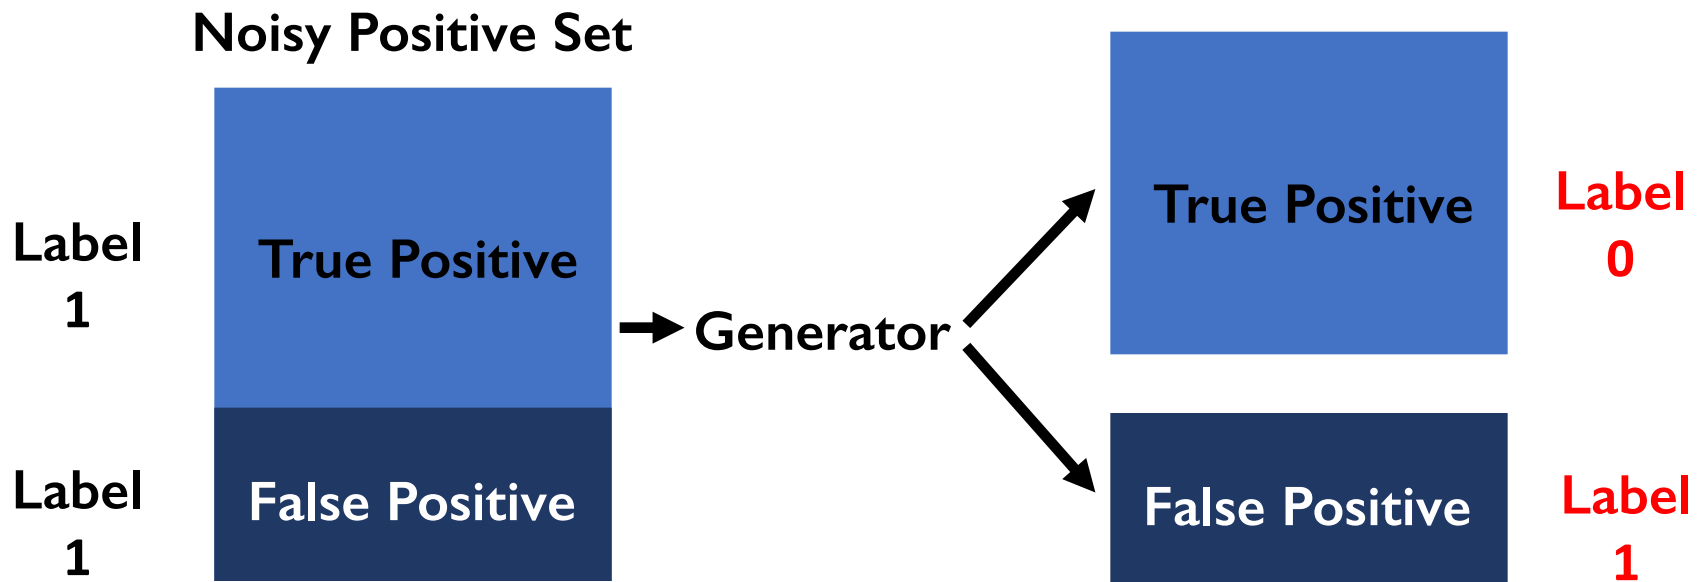 Noisy Positive Set
Label
1
True Positive
Label
1
False Positive
Generator
True Positive
Label
0
False Positive
Label
1